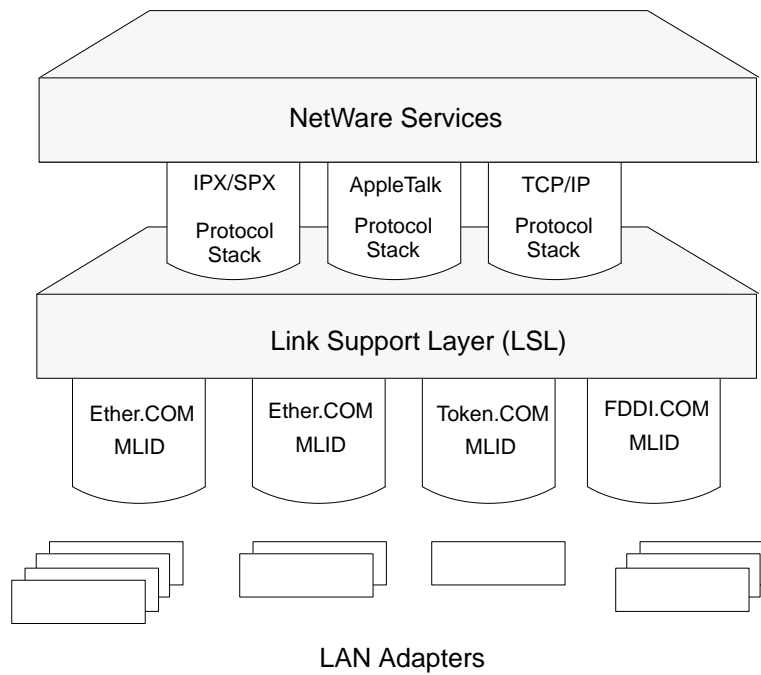 NetWare Services
IPX/SPX
Protocol
Stack
AppleTalk
Protocol
Stack
TCP/IP
Protocol
Stack
Link Support Layer (LSL)
Ether.COM
MLID
Ether.COM
MLID
Token.COM
MLID
FDDI.COM
MLID
LAN Adapters